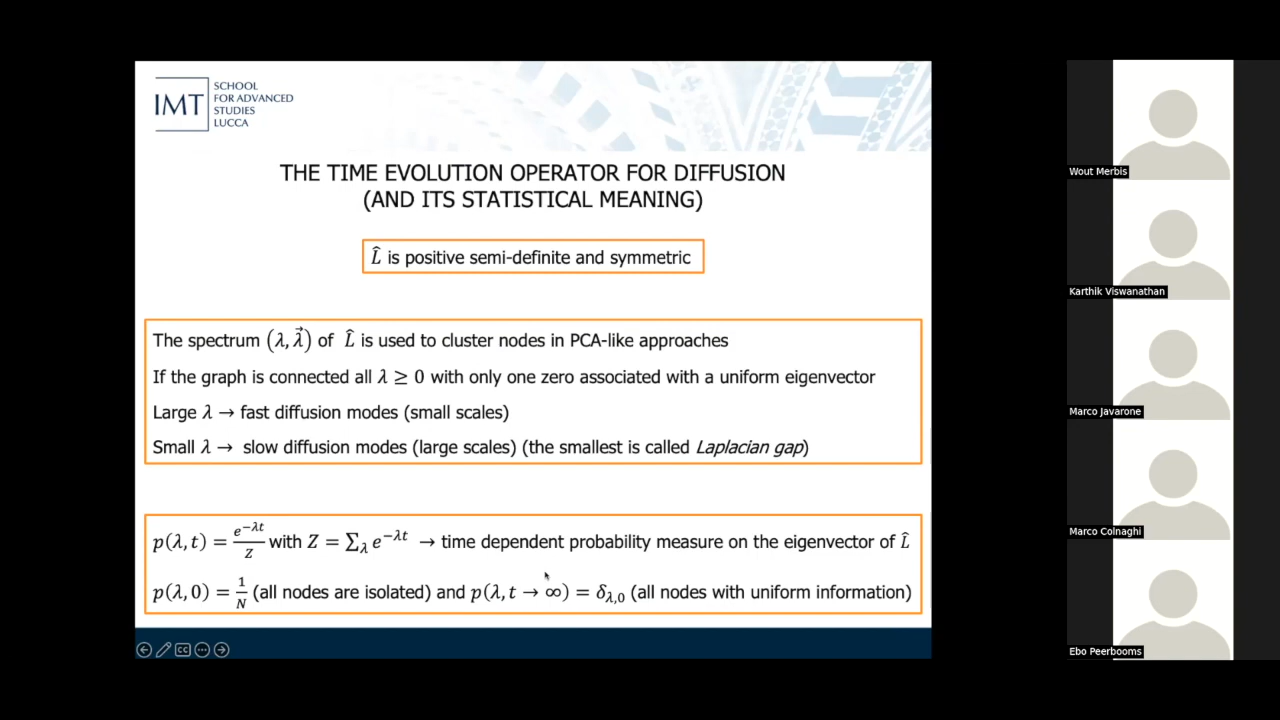 IMT
SCHOOL
FOR ADVANCED
STUDIES
LUCCA
THE TIME EVOLUTION OPERATOR FOR DIFFUSION
(AND ITS STATISTICAL MEANING)
L̂ is positive semi-definite and symmetric
The spectrum (λ, λ⃗) of L̂ is used to cluster nodes in PCA-like approaches
If the graph is connected all λ ≥ 0 with only one zero associated with a uniform eigenvector
Large λ → fast diffusion modes (small scales)
Small λ → slow diffusion modes (large scales) (the smallest is called Laplacian gap)
p(λ, t) = e^{-λt}/Z with Z = ∑_λ e^{-λt} → time dependent probability measure on the eigenvector of L̂
p(λ, 0) = 1/N (all nodes are isolated) and p(λ, t → ∞) = δ_{λ,0} (all nodes with uniform information)
CC
Wout Merbis
Karthik Viswanathan
Marco Javarone
Marco Colnaghi
Ebo Peerbooms